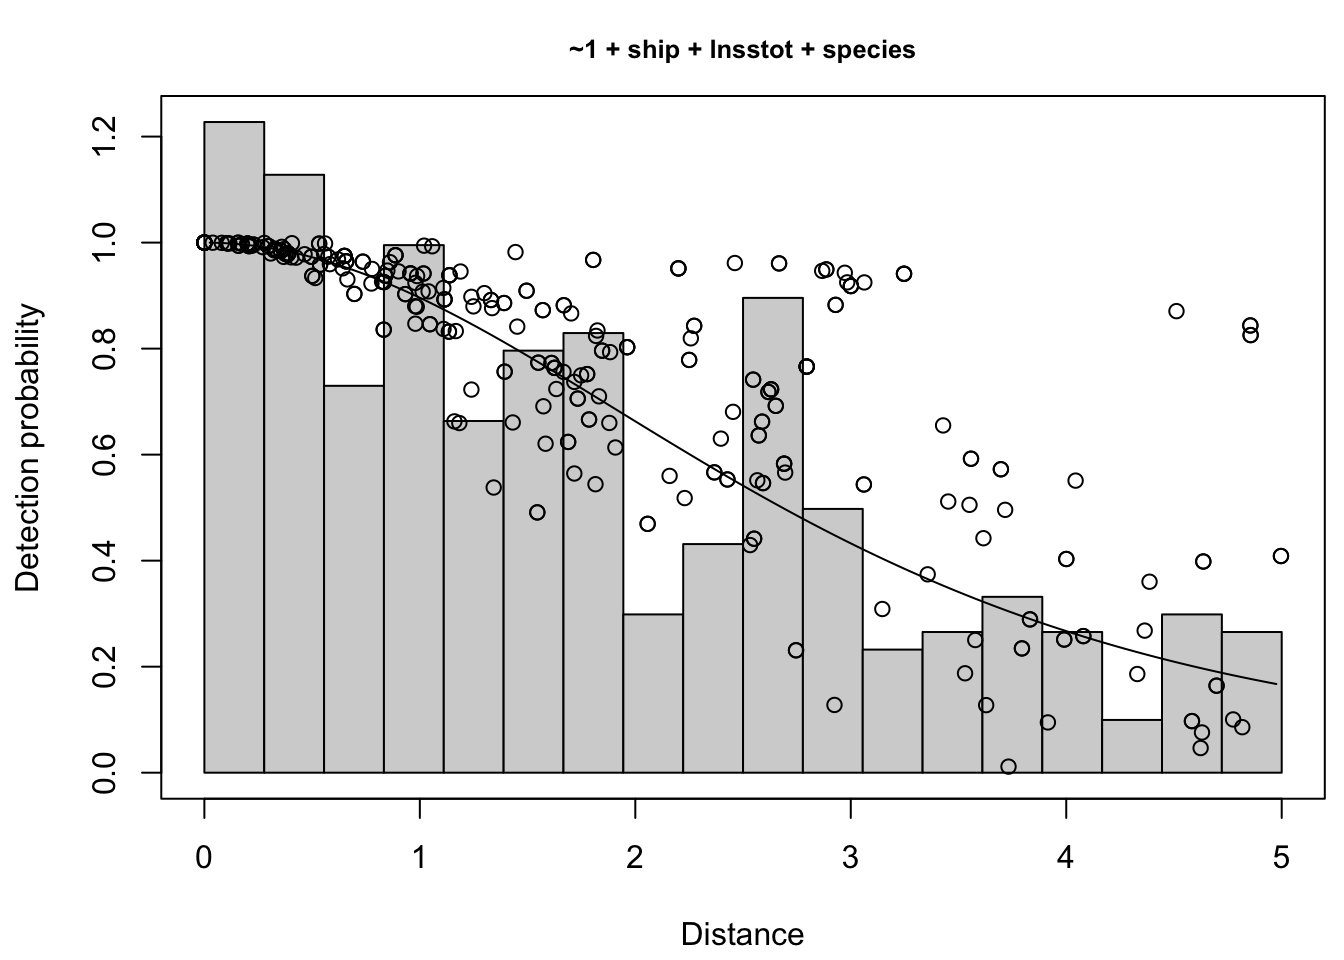 ~1 + ship + lnsstot + species
Detection probability
1.2
1.0
0.8
0.6
0.4
0.2
0.0
0 1 2 3 4 5
Distance